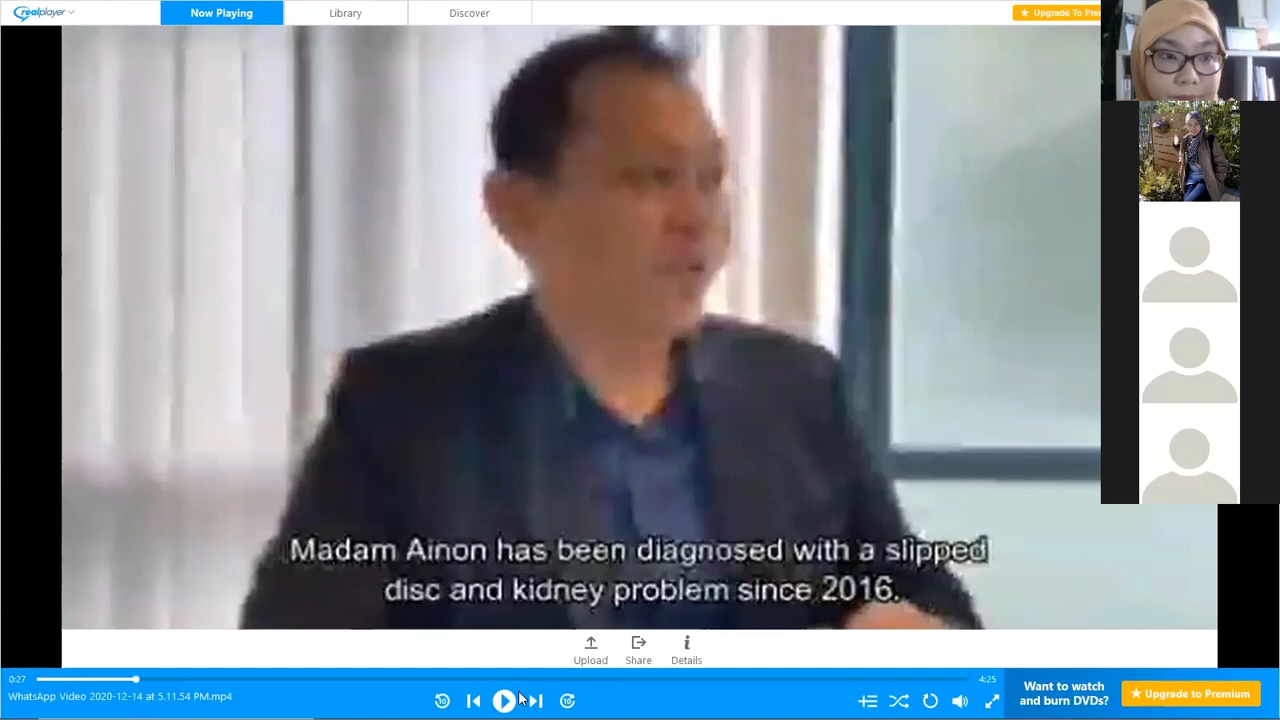 realplayer
Now Playing
Library
Discover
Upgrade To Pre
Madam Ainon has been diagnosed with a slipped
disc and kidney problem since 2016.
Upload
Share
Details
0:27
4:25
WhatsApp Video 2020-12-14 at 5.11.54 PM.mp4
10
10
Want to watch
and burn DVDs?
Upgrade to Premium